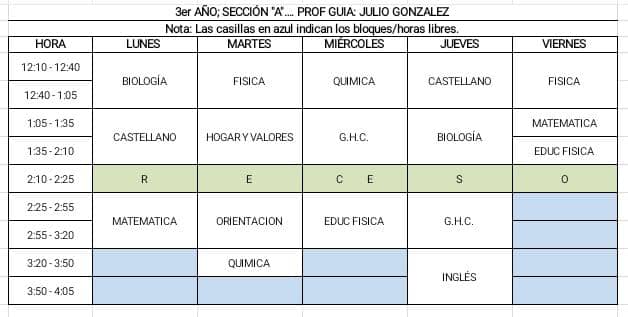 3er AÑO; SECCIÓN "A".... PROF GUIA: JULIO GONZALEZ
Nota: Las casillas en azul indican los bloques/horas libres.
HORA LUNES MARTES MIÉRCOLES JUEVES VIERNES
12:10 - 12:40
BIOLOGÍA FISICA QUIMICA CASTELLANO FISICA
12:40 - 1:05
1:05 - 1:35 MATEMATICA
CASTELLANO HOGAR Y VALORES G.H.C. BIOLOGÍA
1:35 - 2:10 EDUC FISICA
2:10 - 2:25 R E C E S O
2:25 - 2:55
MATEMATICA ORIENTACION EDUC FISICA G.H.C.
2:55 - 3:20
3:20 - 3:50 QUIMICA
INGLÉS
3:50 - 4:05